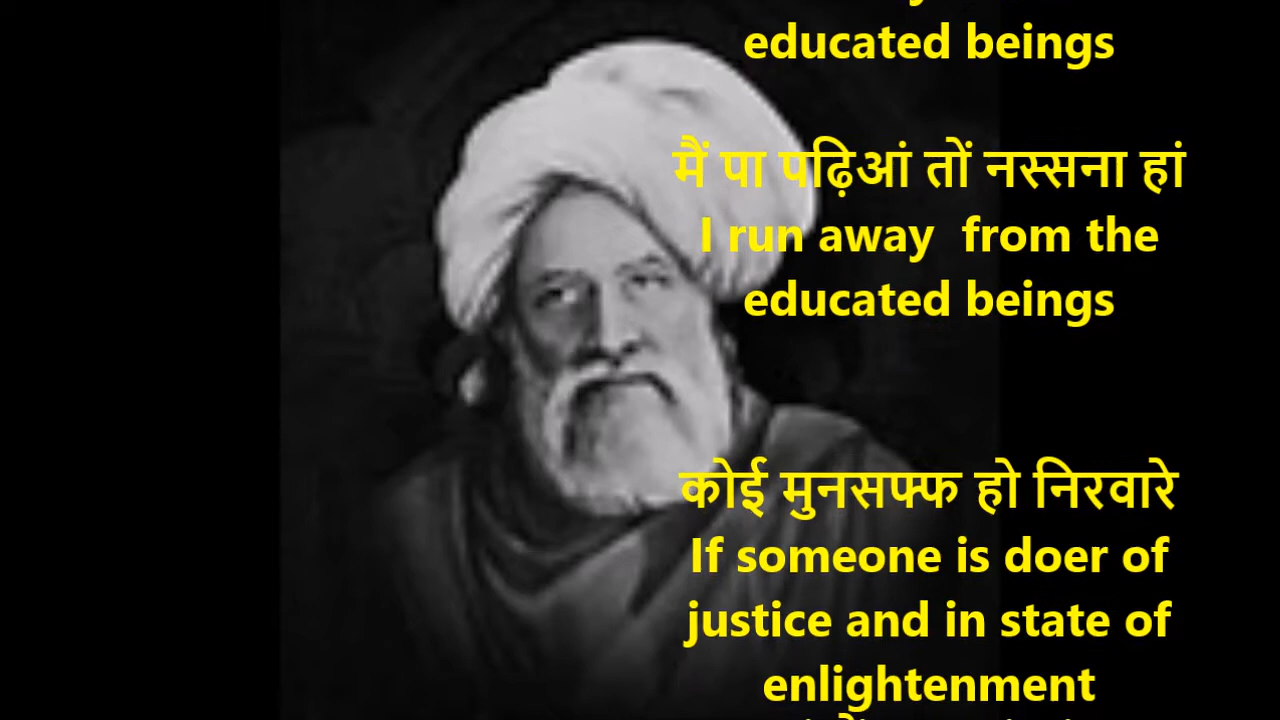 educated beings
मैं पा पढ़िआं तों नस्सना हां
I run away  from the
educated beings
कोई मुनसफ्फ हो निरवारे
If someone is doer of
justice and in state of
enlightenment